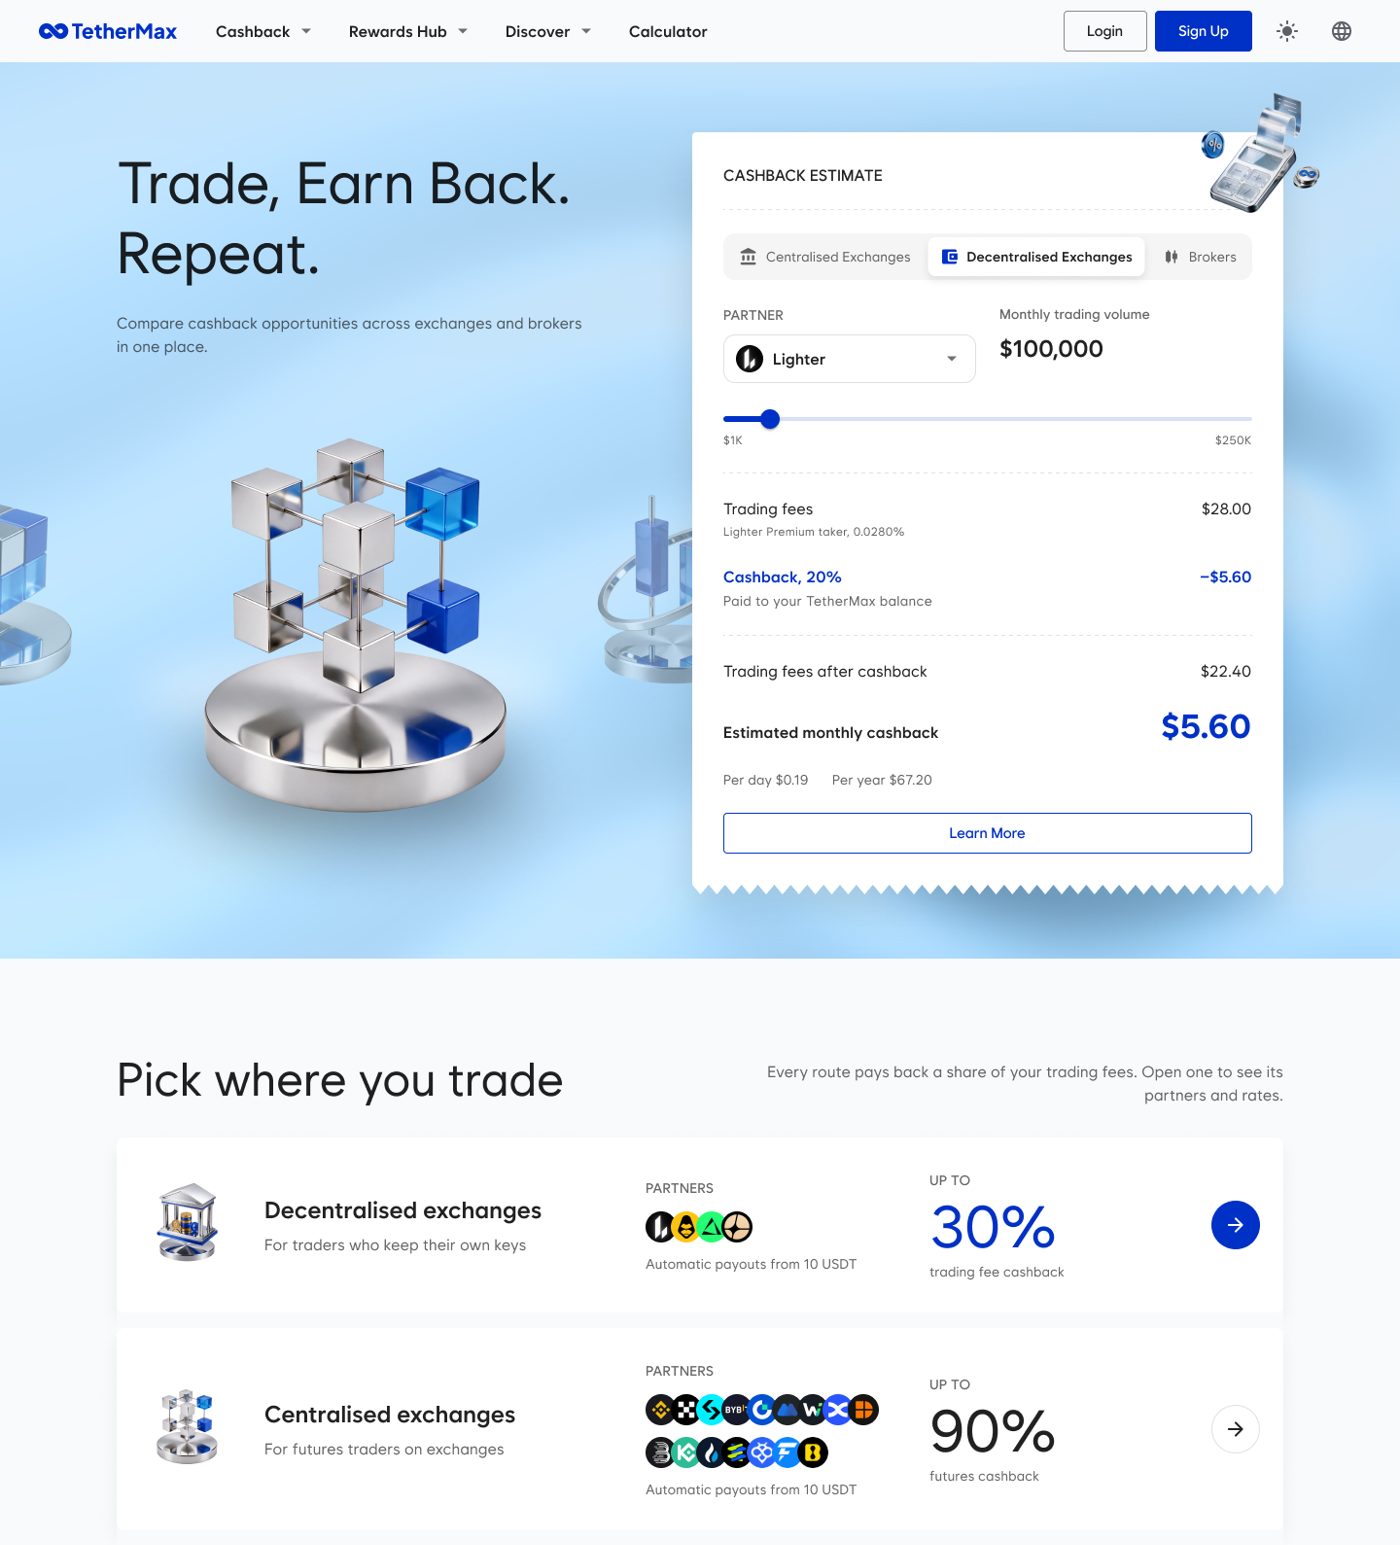 TetherMax
Cashback
Rewards Hub
Discover
Calculator
Login
Sign Up
Trade, Earn Back.
Repeat.
Compare cashback opportunities across exchanges and brokers
in one place.
CASHBACK ESTIMATE
%
Centralised Exchanges
Decentralised Exchanges
Brokers
PARTNER
Lighter
Monthly trading volume
$100,000
$1K
$250K
Trading fees
$28.00
Lighter Premium taker, 0.0280%
Cashback, 20%
−$5.60
Paid to your TetherMax balance
Trading fees after cashback
$22.40
Estimated monthly cashback
$5.60
Per day $0.19
Per year $67.20
Learn More
Pick where you trade
Every route pays back a share of your trading fees. Open one to see its
partners and rates.
Decentralised exchanges
For traders who keep their own keys
PARTNERS
Automatic payouts from 10 USDT
UP TO
30%
trading fee cashback
Centralised exchanges
For futures traders on exchanges
PARTNERS
Automatic payouts from 10 USDT
UP TO
90%
futures cashback